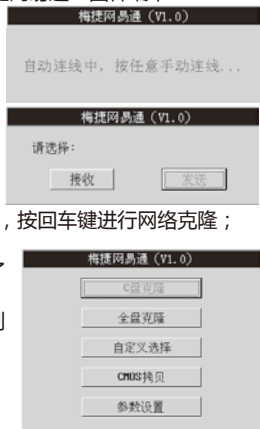 梅捷网易通（V1.0）
自动连线中，按任意手动连线...
梅捷网易通（V1.0）
请选择：
接收
发送
，按回车键进行网络克隆；
梅捷网易通（V1.0）
C盘克隆
全盘克隆
自定义选择
CMOS拷贝
参数设置